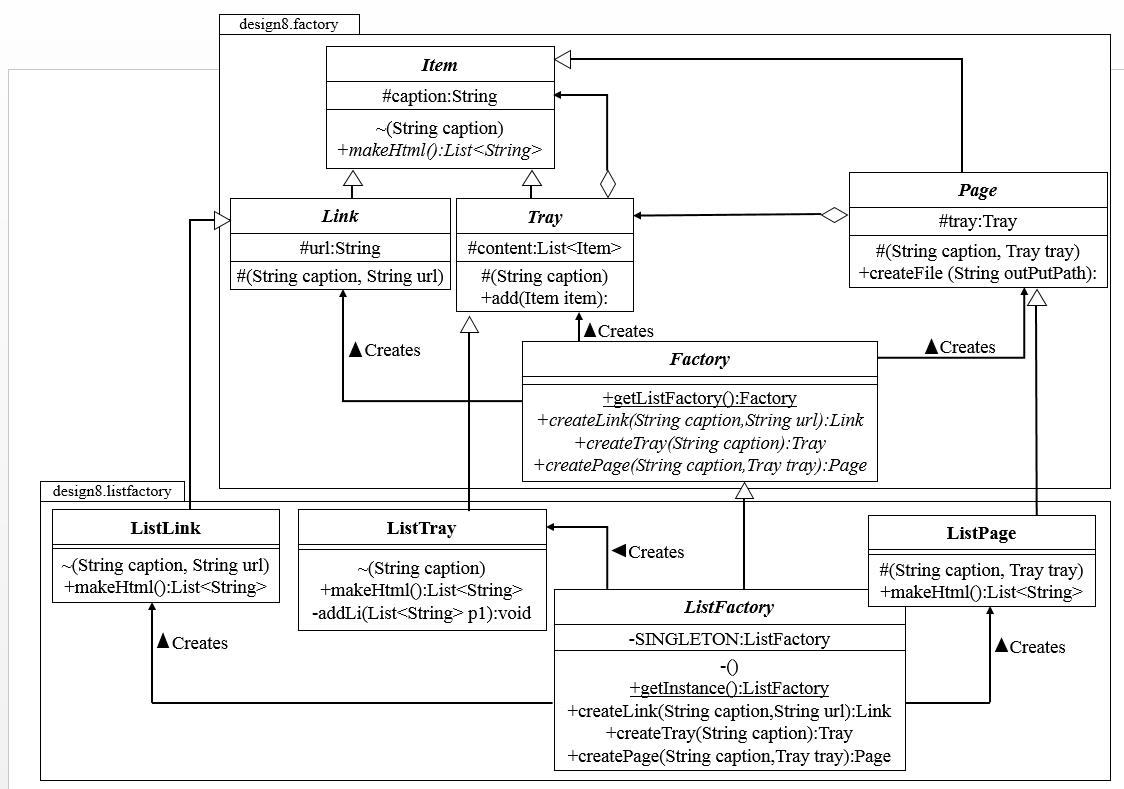 design8.factory
Item
#caption:String
~(String caption)
+makeHtml():List<String>
Link
#url:String
#(String caption, String url)
Tray
#content:List<Item>
#(String caption)
+add(Item item):
Page
#tray:Tray
#(String caption, Tray tray)
+createFile (String outPutPath):
▲Creates
▲Creates
▲Creates
Factory
+getListFactory():Factory
+createLink(String caption,String url):Link
+createTray(String caption):Tray
+createPage(String caption,Tray tray):Page
design8.listfactory
ListLink
~(String caption, String url)
+makeHtml():List<String>
ListTray
~(String caption)
+makeHtml():List<String>
-addLi(List<String> p1):void
◀Creates
ListPage
#(String caption, Tray tray)
+makeHtml():List<String>
▲Creates
ListFactory
-SINGLETON:ListFactory
-()
+getInstance():ListFactory
+createLink(String caption,String url):Link
+createTray(String caption):Tray
+createPage(String caption,Tray tray):Page
▲Creates